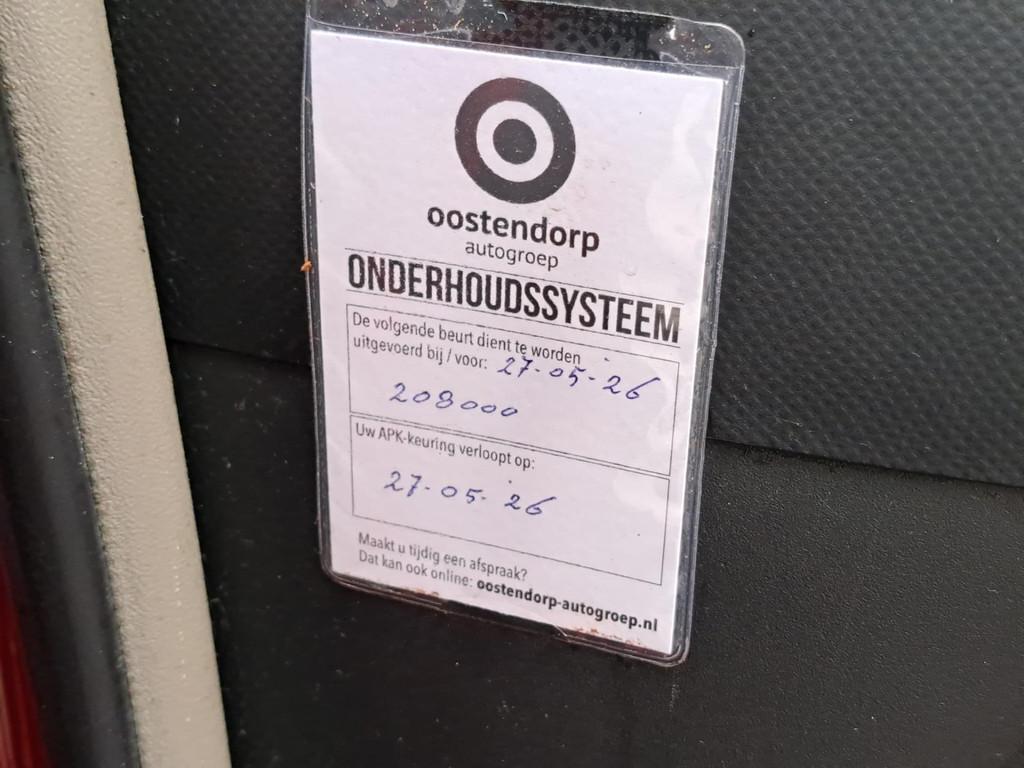 oostendorp
autogroep
ONDERHOUDSSYSTEEM
De volgende beurt dient te worden
uitgevoerd bij / voor: 27-05-26
208000
Uw APK-keuring verloopt op:
27-05-26
Maakt u tijdig een afspraak?
Dat kan ook online: oostendorp-autogroep.nl